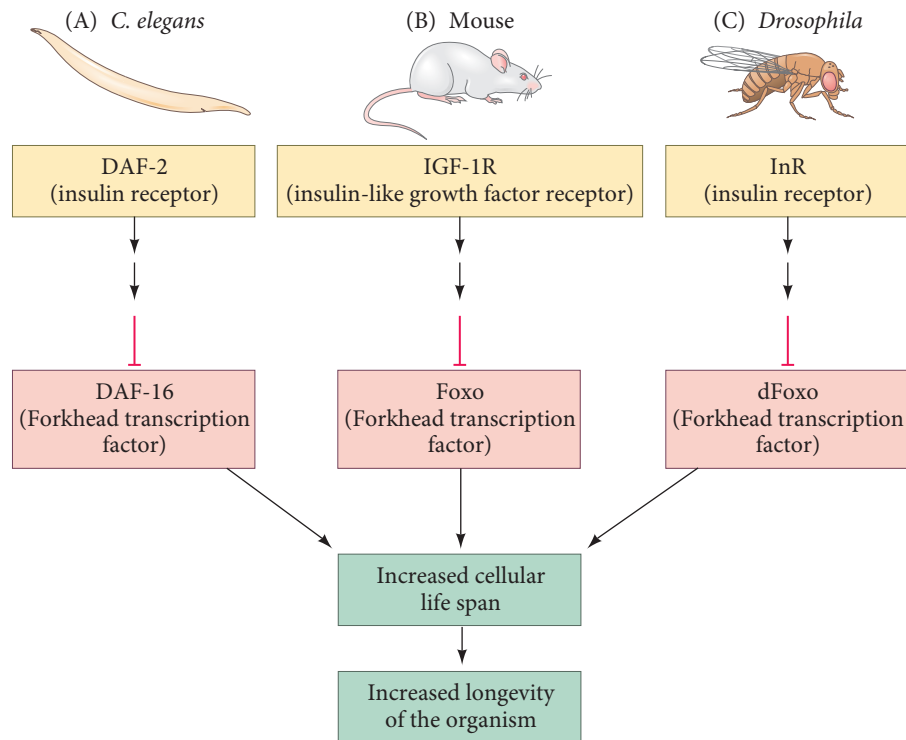 (A) C. elegans
(B) Mouse
(C) Drosophila
DAF-2
(insulin receptor)
IGF-1R
(insulin-like growth factor receptor)
InR
(insulin receptor)
DAF-16
(Forkhead transcription
factor)
Foxo
(Forkhead transcription
factor)
dFoxo
(Forkhead transcription
factor)
Increased cellular
life span
Increased longevity
of the organism